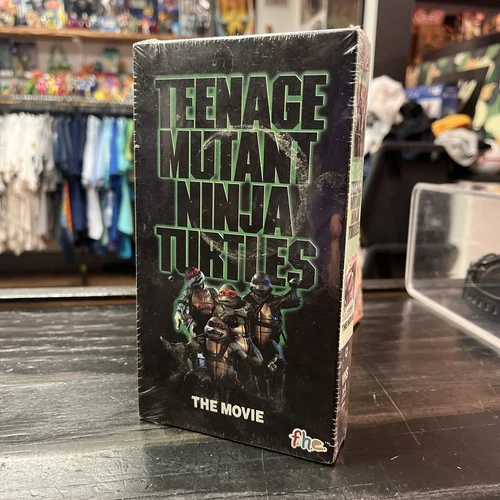 TEENAGE
MUTANT
NINJA
TURTLES
THE MOVIE
fhe